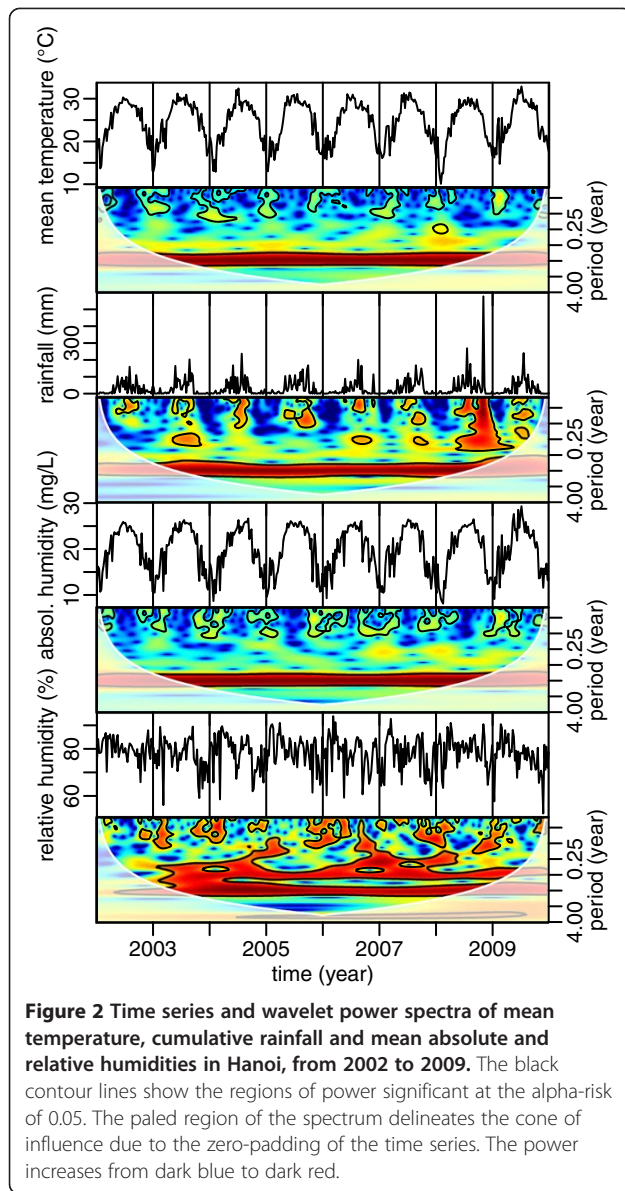 mean temperature (°C)
30
20
10
0.25
4.00
period (year)
rainfall (mm)
300
0
0.25
4.00
period (year)
absol. humidity (mg/L)
30
20
10
0.25
4.00
period (year)
relative humidity (%)
80
60
0.25
4.00
period (year)
2003 2005 2007 2009
time (year)
Figure 2 Time series and wavelet power spectra of mean
temperature, cumulative rainfall and mean absolute and
relative humidities in Hanoi, from 2002 to 2009. The black
contour lines show the regions of power significant at the alpha-risk
of 0.05. The paled region of the spectrum delineates the cone of
influence due to the zero-padding of the time series. The power
increases from dark blue to dark red.